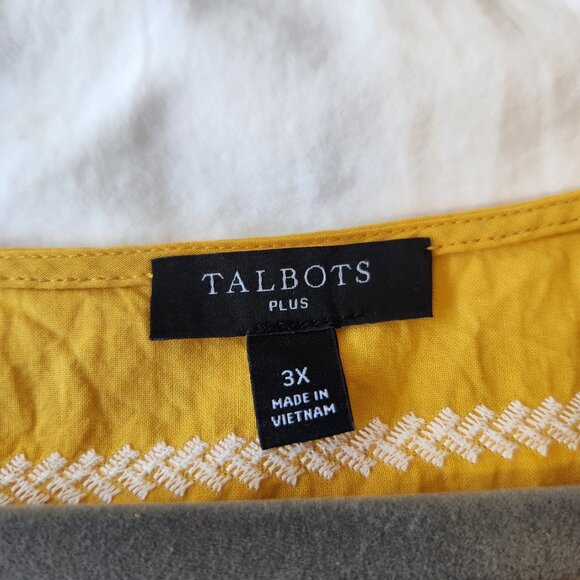 TALBOTS
PLUS
3X
MADE IN
VIETNAM